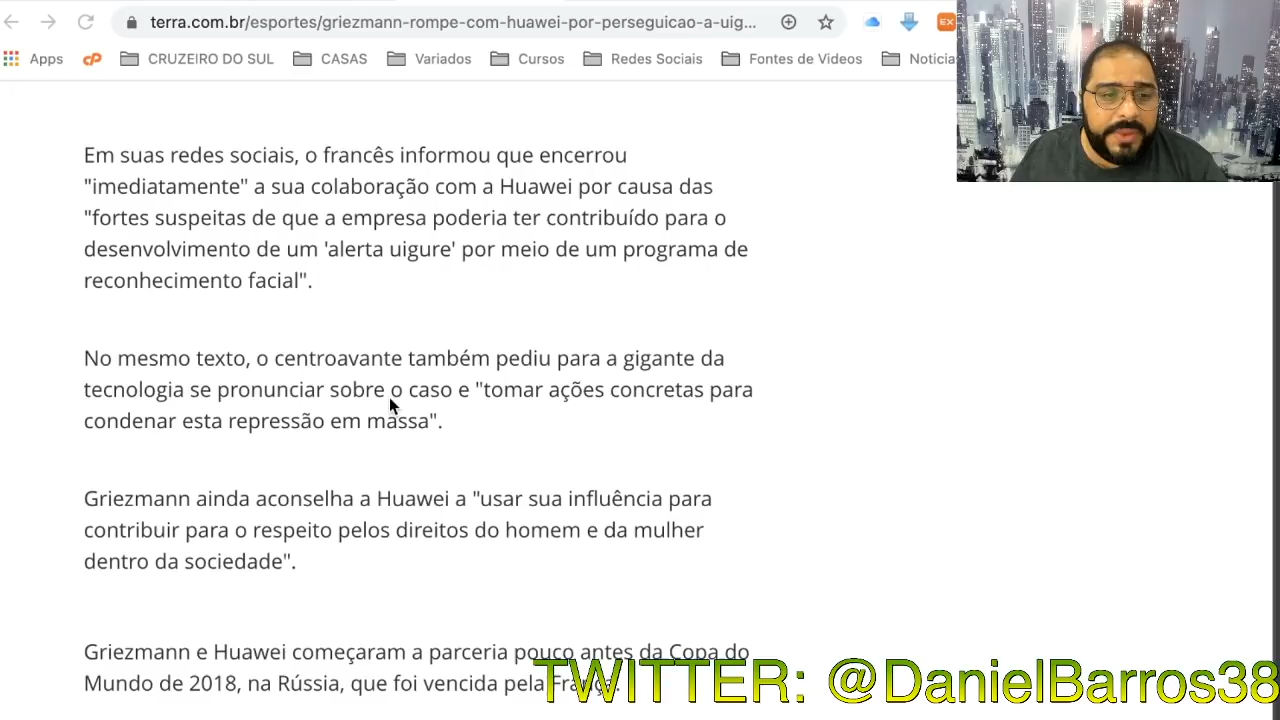 terra.com.br/esportes/griezmann-rompe-com-huawei-por-perseguicao-a-uig...
EX
Apps
CRUZEIRO DO SUL
CASAS
Variados
Cursos
Redes Sociais
Fontes de Videos
Em suas redes sociais, o francês informou que encerrou
"imediatamente" a sua colaboração com a Huawei por causa das
"fortes suspeitas de que a empresa poderia ter contribuído para o
desenvolvimento de um 'alerta uigure' por meio de um programa de
reconhecimento facial".
No mesmo texto, o centroavante também pediu para a gigante da
tecnologia se pronunciar sobre o caso e "tomar ações concretas para
condenar esta repressão em massa".
Griezmann ainda aconselha a Huawei a "usar sua influência para
contribuir para o respeito pelos direitos do homem e da mulher
dentro da sociedade".
Griezmann e Huawei começaram a parceria pouco antes da Copa do
Mundo de 2018, na Rússia, que foi vencida pela França.
TWITTER: @DanielBarros38